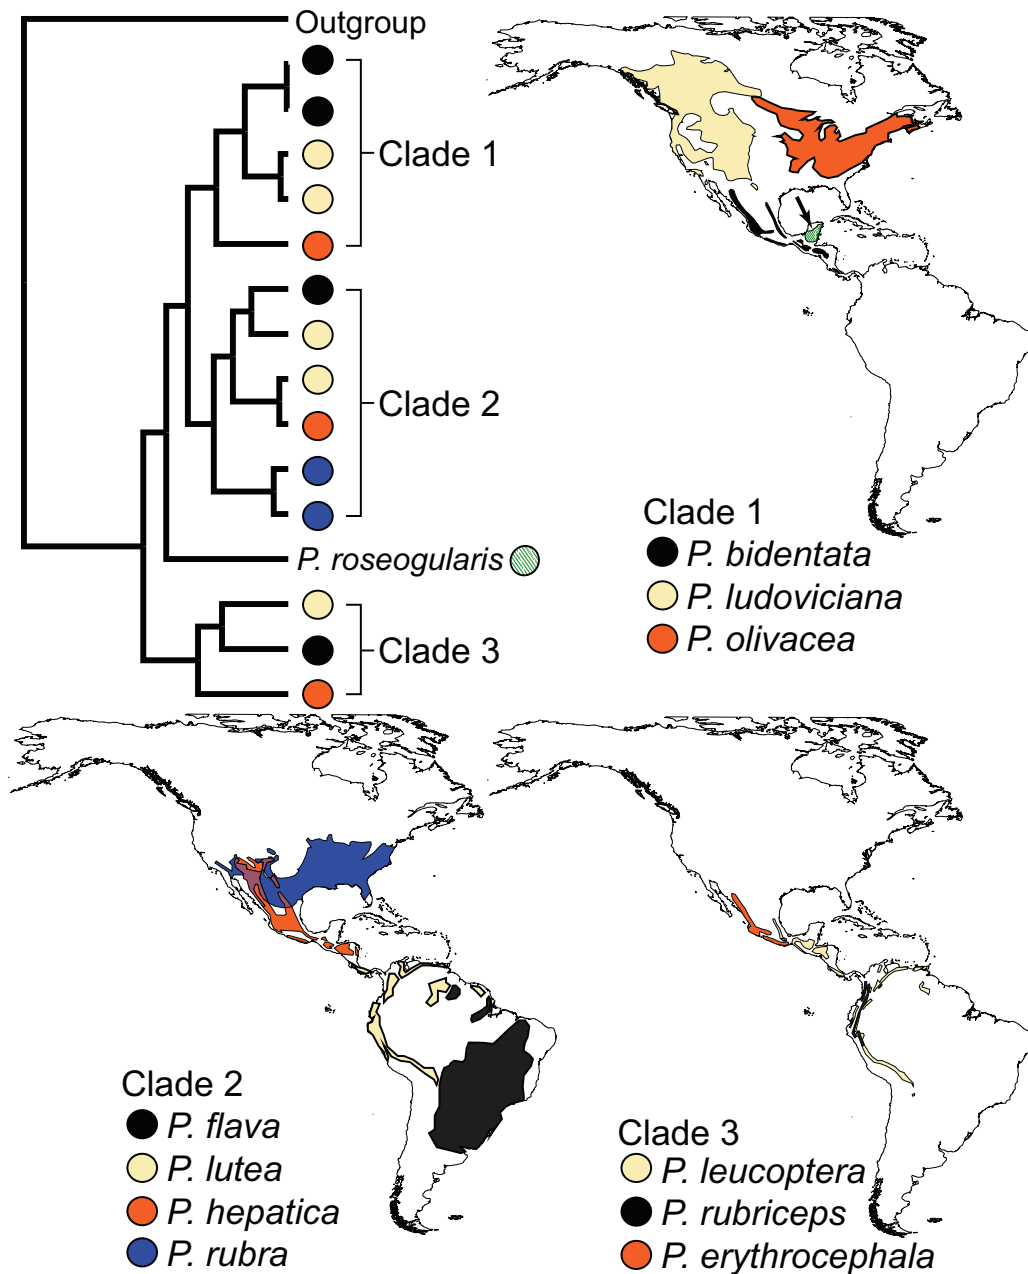 Outgroup
Clade 1
Clade 2
P. roseogularis
Clade 3
Clade 1
P. bidentata
P. ludoviciana
P. olivacea
Clade 2
P. flava
P. lutea
P. hepatica
P. rubra
Clade 3
P. leucoptera
P. rubriceps
P. erythrocephala